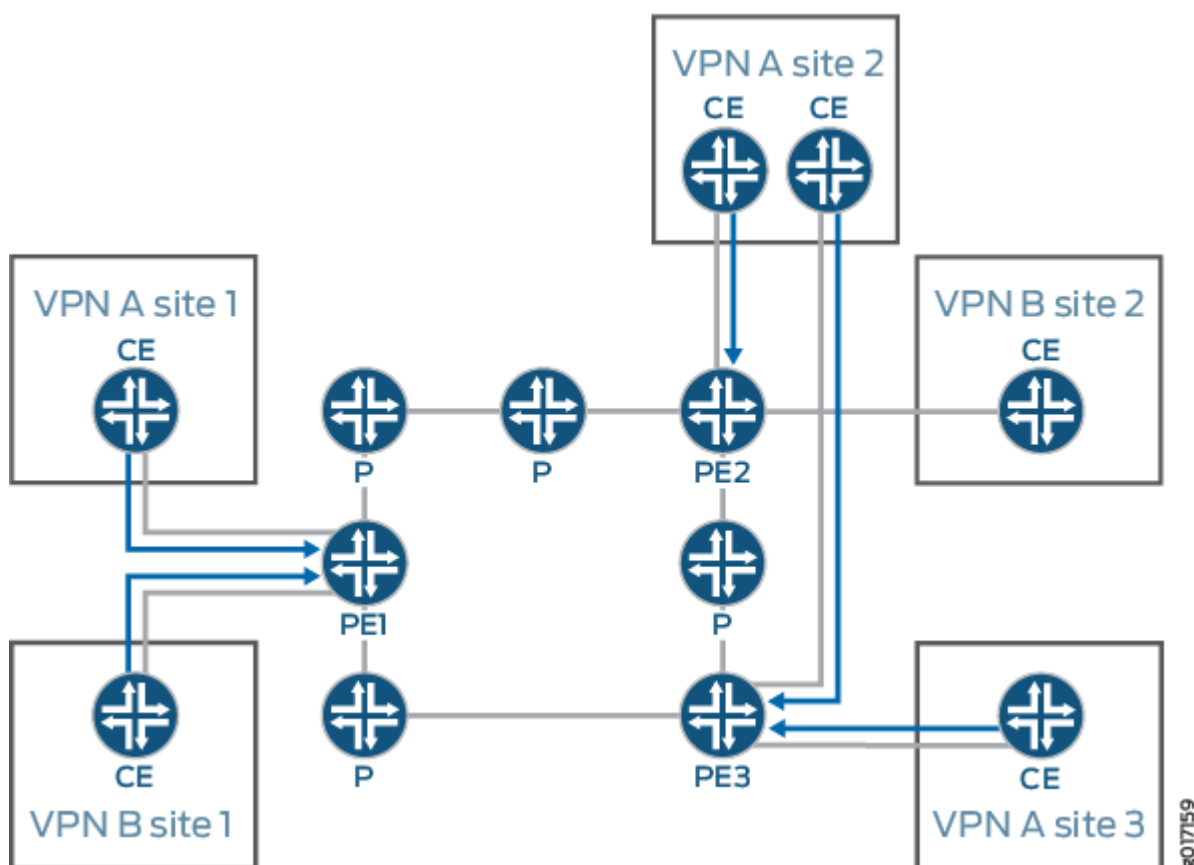 VPN A site 2
CE CE
VPN A site 1
CE
VPN B site 2
CE
P
P
PE2
PE1
P
CE
VPN B site 1
P
PE3
CE
VPN A site 3
g017159